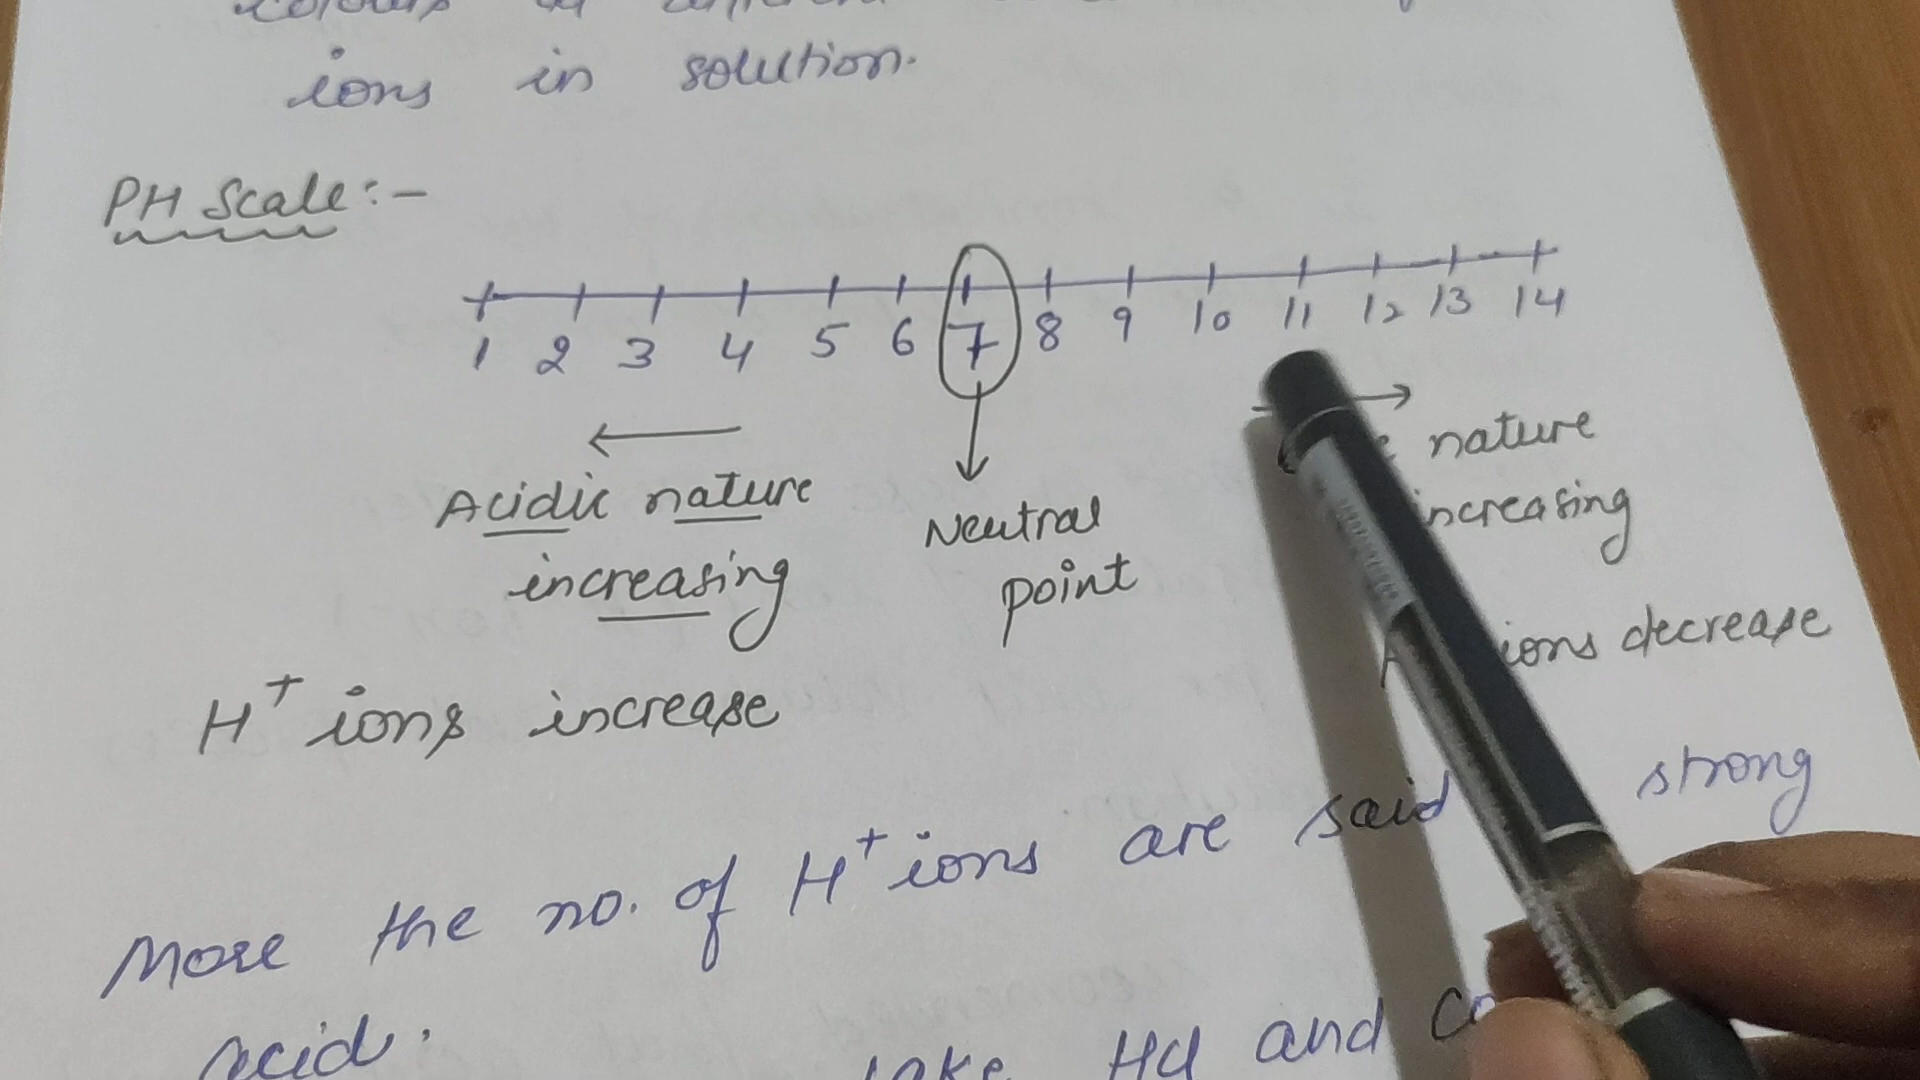 ions in solution.
PH Scale:-
1 2 3 4 5 6 7 8 9 10 11 12 13 14
Acidic nature
increasing
Neutral
point
nature
increasing
H+ ions increase
ions decrease
More the no. of H+ ions are said strong
acid.
take Hcl and